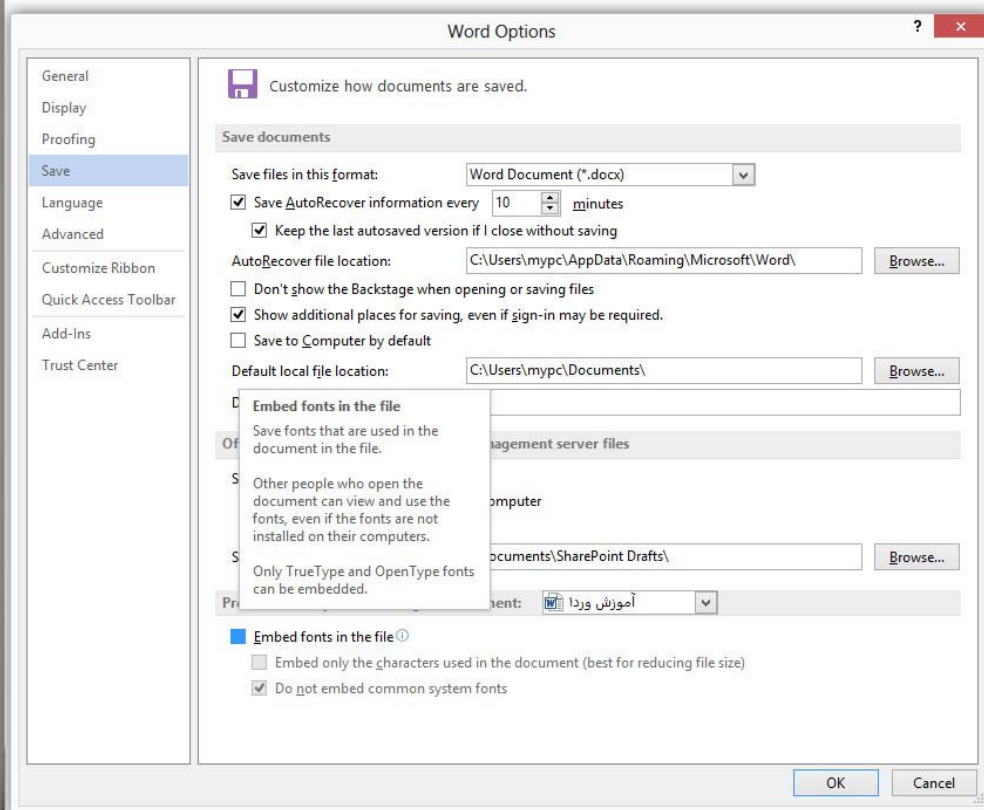 Word Options
?
General
Display
Proofing
Save
Language
Advanced
Customize Ribbon
Quick Access Toolbar
Add-Ins
Trust Center
Customize how documents are saved.
Save documents
Save files in this format: Word Document (*.docx)
Save AutoRecover information every 10 minutes
Keep the last autosaved version if I close without saving
AutoRecover file location: C:\Users\mypc\AppData\Roaming\Microsoft\Word\ Browse...
Don't show the Backstage when opening or saving files
Show additional places for saving, even if sign-in may be required.
Save to Computer by default
Default local file location: C:\Users\mypc\Documents\ Browse...
Embed fonts in the file
Save fonts that are used in the
document in the file.
Other people who open the
document can view and use the
fonts, even if the fonts are not
installed on their computers.
Only TrueType and OpenType fonts
can be embedded.
server files
SharePoint Drafts\ Browse...
آموزش وردا
Embed fonts in the file
Embed only the characters used in the document (best for reducing file size)
Do not embed common system fonts
OK Cancel